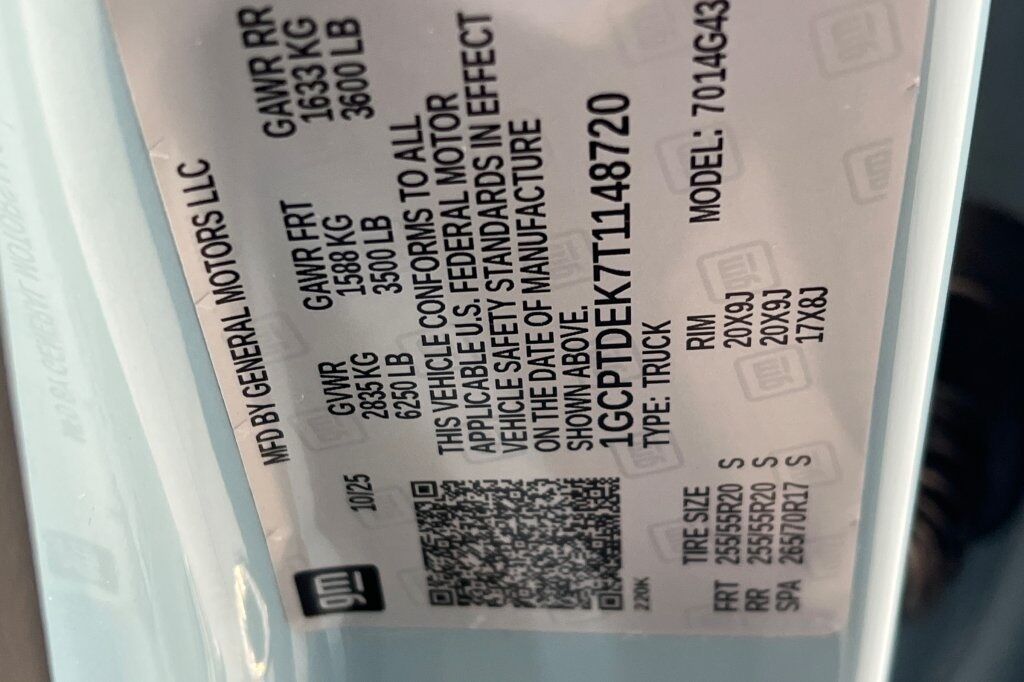 gm
MFD BY GENERAL MOTORS LLC
10/25 GVWR GAWR FRT GAWR RR
2835 KG 1588 KG 1633 KG
6250 LB 3500 LB 3600 LB
THIS VEHICLE CONFORMS TO ALL
APPLICABLE U.S. FEDERAL MOTOR
VEHICLE SAFETY STANDARDS IN EFFECT
ON THE DATE OF MANUFACTURE
SHOWN ABOVE.
1GCPTDEK7T1148720
TYPE: TRUCK
220K
TIRE SIZE RIM MODEL: 7014G43
FRT 255/55R20 S 20X9J
RR 255/55R20 S 20X9J
SPA 265/70R17 S 17X8J